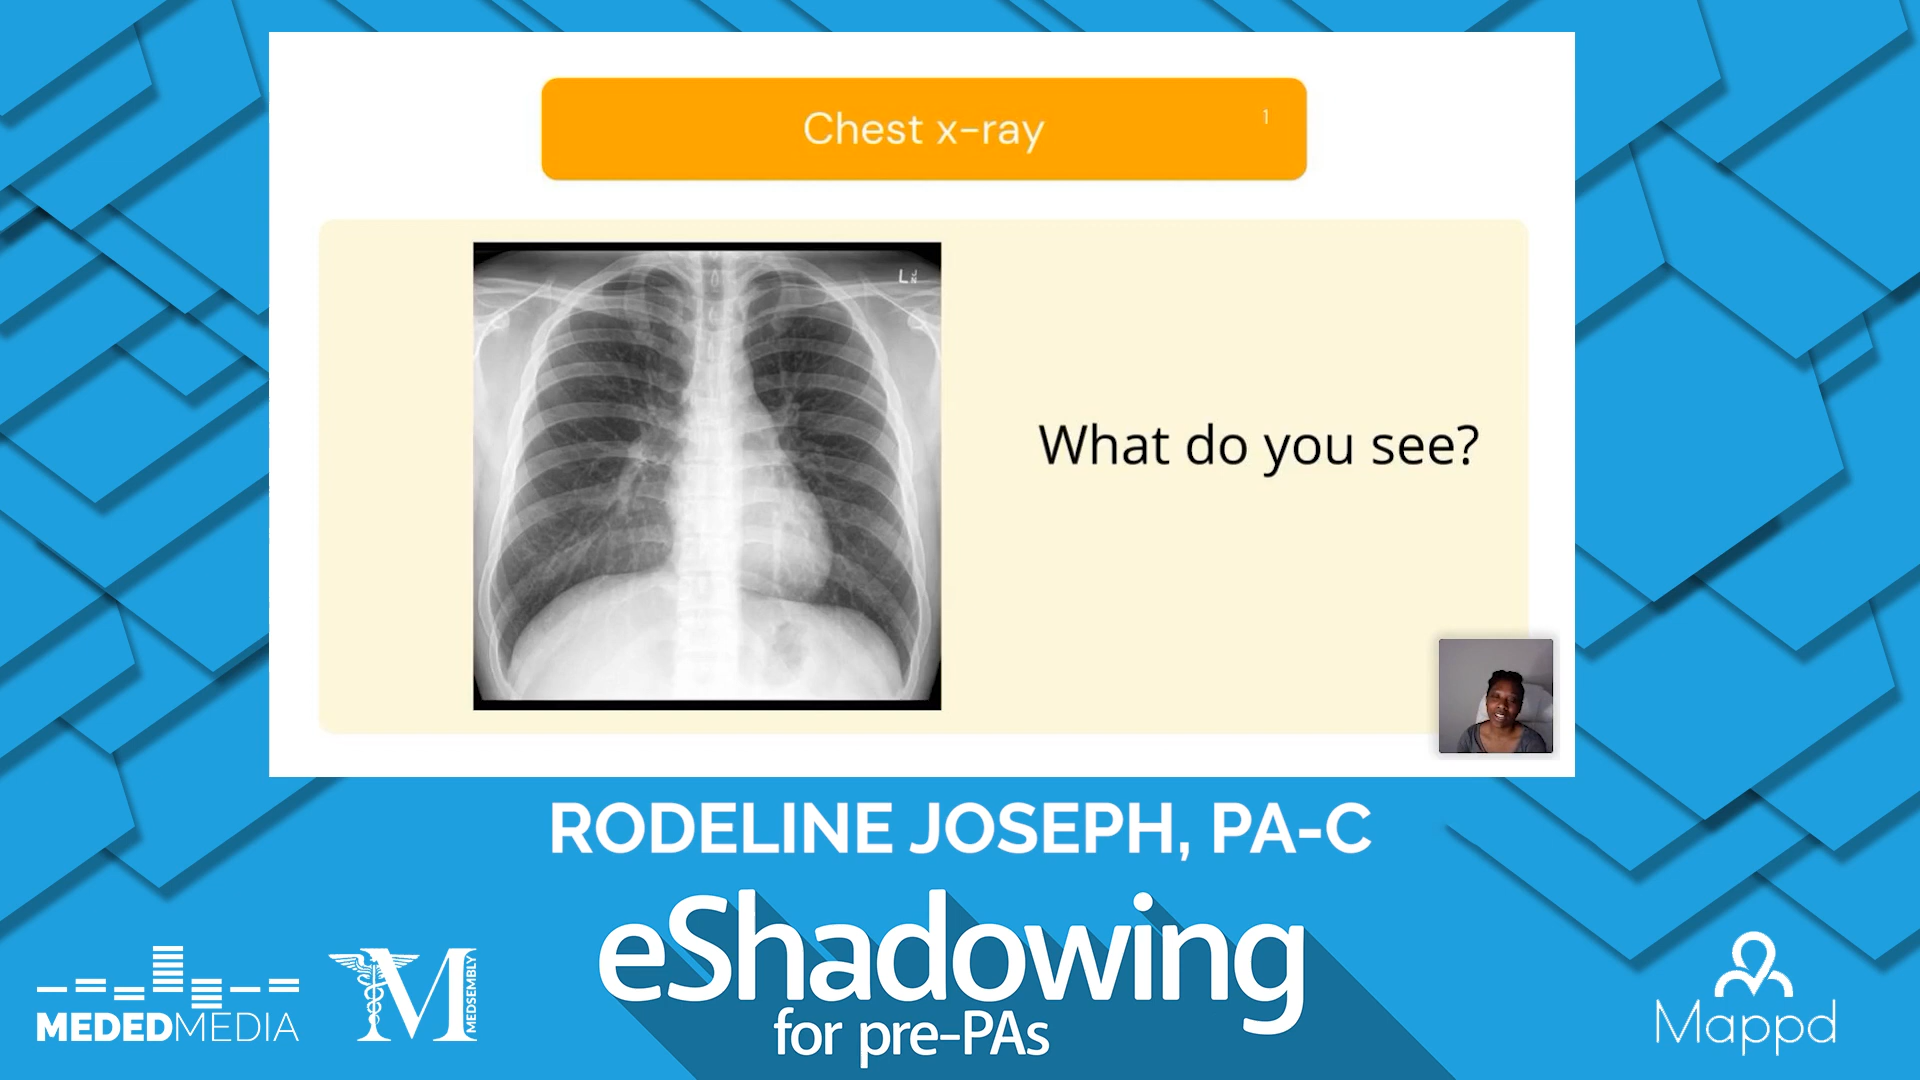 Chest x-ray
1
L
What do you see?
RODELINE JOSEPH, PA-C
eShadowing
for pre-PAs
MEDEDMEDIA
M
MEDSEMBLY
Mappd